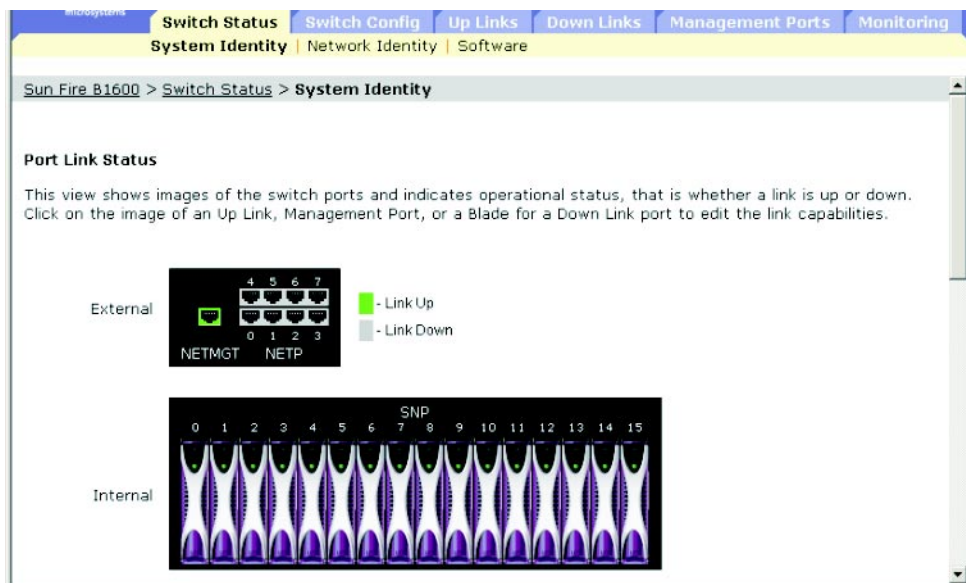 microsystems
Switch Status Switch Config Up Links Down Links Management Ports Monitoring
System Identity | Network Identity | Software
Sun Fire B1600 > Switch Status > System Identity
Port Link Status
This view shows images of the switch ports and indicates operational status, that is whether a link is up or down.
Click on the image of an Up Link, Management Port, or a Blade for a Down Link port to edit the link capabilities.
External
4 5 6 7
0 1 2 3
NETMGT NETP
- Link Up
- Link Down
SNP
0 1 2 3 4 5 6 7 8 9 10 11 12 13 14 15
Internal